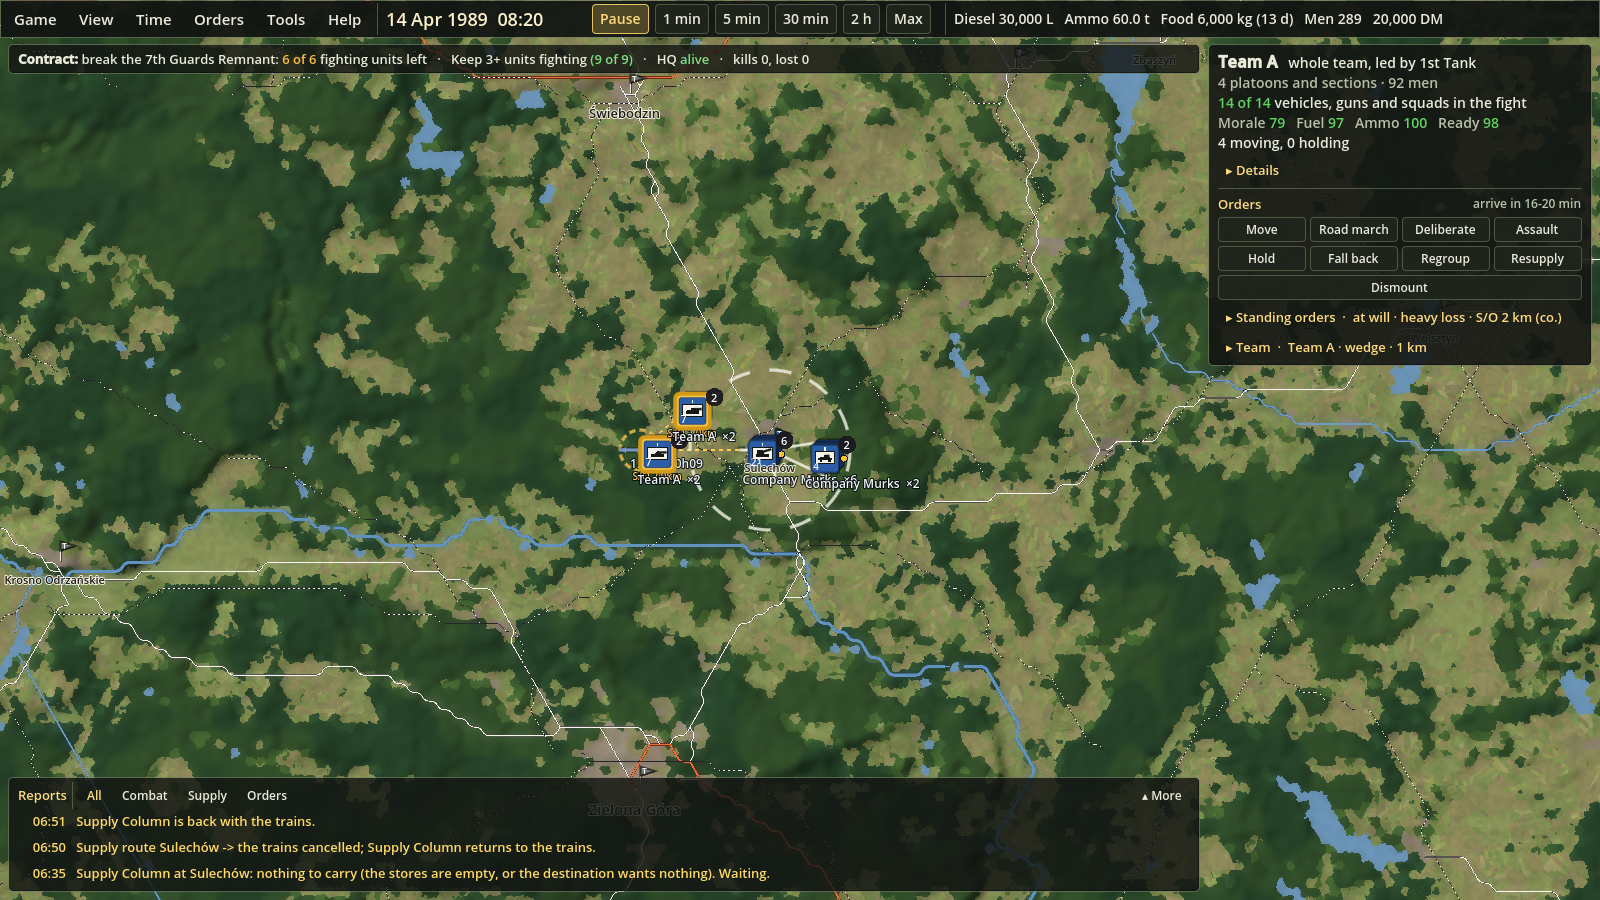 Game View Time Orders Tools Help 14 Apr 1989 08:20 Pause 1 min 5 min 30 min 2 h Max Diesel 30,000 L Ammo 60.0 t Food 6,000 kg (13 d) Men 289 20,000 DM
Contract: break the 7th Guards Remnant: 6 of 6 fighting units left · Keep 3+ units fighting (9 of 9) · HQ alive · kills 0, lost 0
Zbąszyń
Team A whole team, led by 1st Tank
4 platoons and sections · 92 men
14 of 14 vehicles, guns and squads in the fight
Morale 79 Fuel 97 Ammo 100 Ready 98
4 moving, 0 holding
▸ Details
Orders arrive in 16-20 min
Move Road march Deliberate Assault
Hold Fall back Regroup Resupply
Dismount
▸ Standing orders · at will · heavy loss · S/O 2 km (co.)
▸ Team · Team A · wedge · 1 km
Świebodzin
2
Team A ×2
6
2
4
0h09
Sulechów
Team A ×2
Company Murks
Company Murks ×2
Krosno Odrzańskie
Zielona Góra
Reports All Combat Supply Orders ▴ More
06:51 Supply Column is back with the trains.
06:50 Supply route Sulechów -> the trains cancelled; Supply Column returns to the trains.
06:35 Supply Column at Sulechów: nothing to carry (the stores are empty, or the destination wants nothing). Waiting.